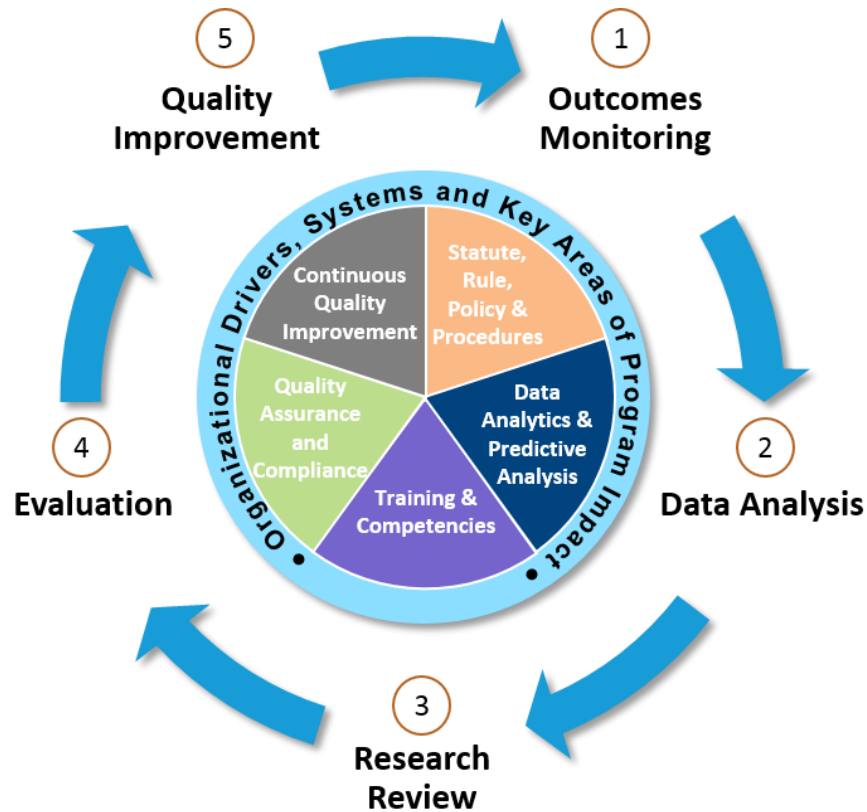 5
Quality
Improvement
1
Outcomes
Monitoring
2
Data Analysis
3
Research
Review
4
Evaluation
• Organizational Drivers, Systems and Key Areas of Program Impact •
Continuous
Quality
Improvement
Statute,
Rule,
Policy &
Procedures
Data
Analytics &
Predictive
Analysis
Training &
Competencies
Quality
Assurance
and
Compliance